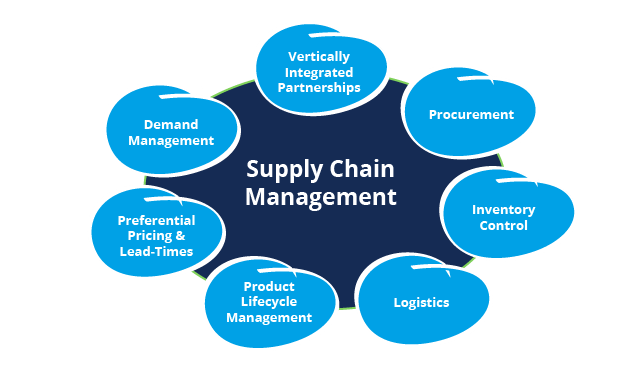 Vertically
Integrated
Partnerships
Procurement
Demand
Management
Supply Chain
Management
Inventory
Control
Preferential
Pricing &
Lead-Times
Product
Lifecycle
Management
Logistics